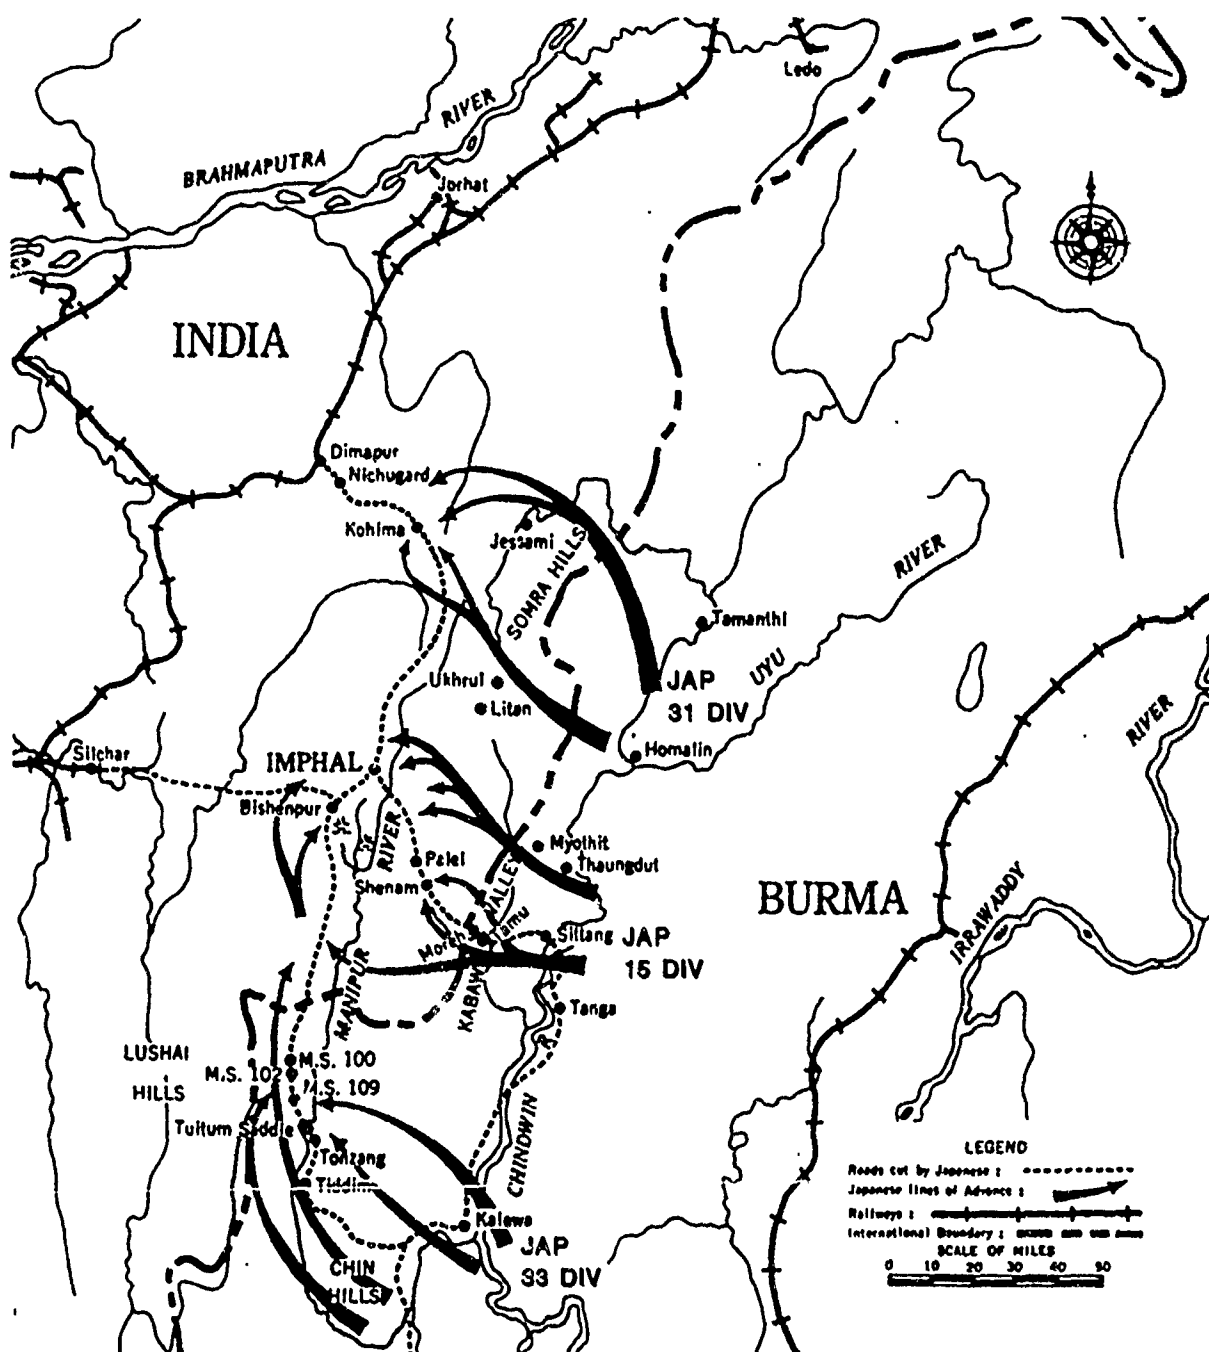 Ledo
BRAHMAPUTRA RIVER
Jorhat
INDIA
Dimapur
Nichugard
Kohima
Jessami
SOMRA HILLS
RIVER
Tamanthi
UYU
Ukhrul
JAP
31 DIV
Litan
Homalin
RIVER
Silchar
IMPHAL
Bishenpur
RIVER
Myothit
Palel
Thaungdut
Shenam
VALLEY
BURMA
IRRAWADDY
Moreh
Tamu
Sittang
JAP
15 DIV
MANIPUR
KABAW
Tanga
R.
LUSHAI
HILLS
M.S. 100
M.S. 102
M.S. 109
Tuitum Saddle
CHINDWIN
Tonzang
Tiddim
Kalewa
JAP
33 DIV
CHIN
HILLS
LEGEND
Roads cut by Japanese :
Japanese lines of Advance :
Railways :
International Boundary :
SCALE OF MILES
0 10 20 30 40 50